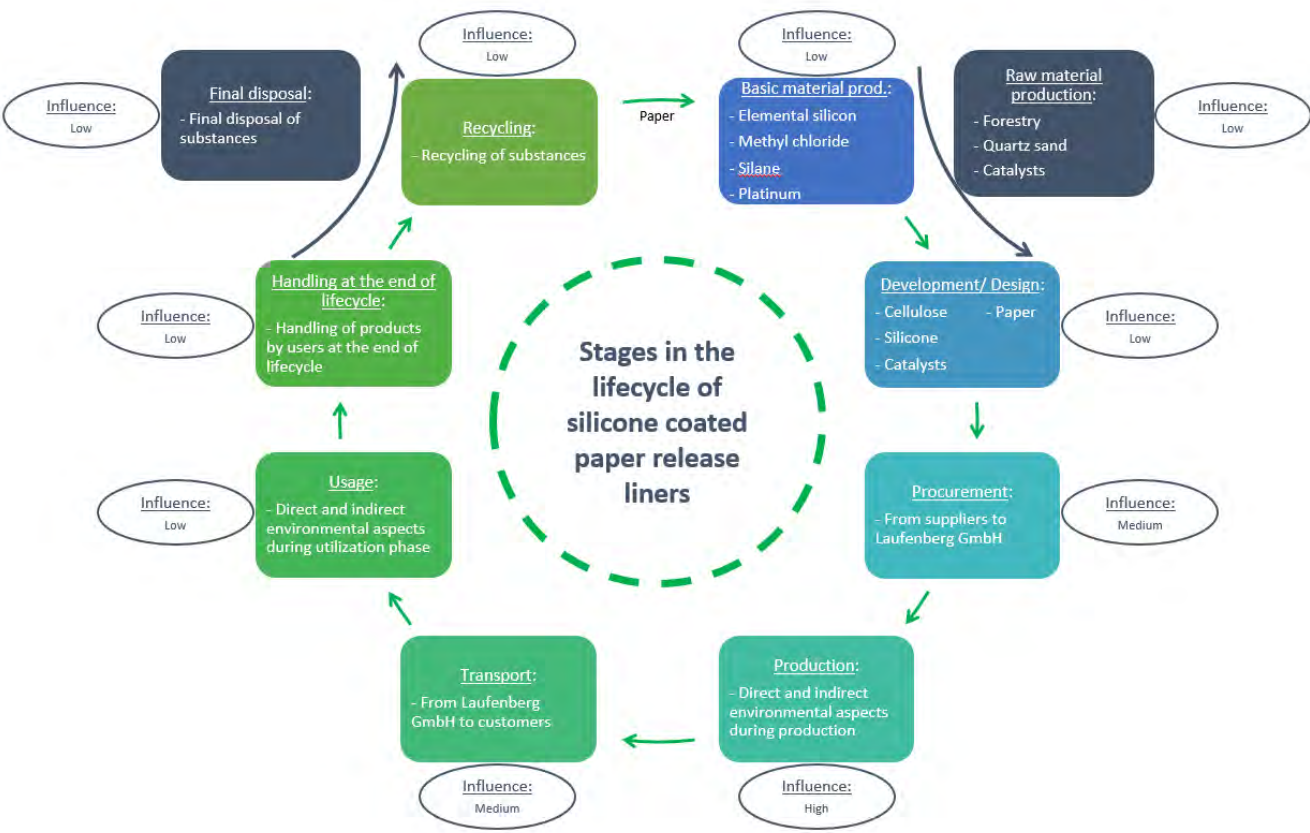 Influence:
Low
Final disposal:
- Final disposal of
substances
Influence:
Low
Recycling:
- Recycling of substances
Paper
Influence:
Low
Basic material prod.:
- Elemental silicon
- Methyl chloride
- Silane
- Platinum
Raw material
production:
- Forestry
- Quartz sand
- Catalysts
Influence:
Low
Influence:
Low
Handling at the end of
lifecycle:
- Handling of products
by users at the end of
lifecycle
Stages in the
lifecycle of
silicone coated
paper release
liners
Development/ Design:
- Cellulose - Paper
- Silicone
- Catalysts
Influence:
Low
Influence:
Low
Usage:
- Direct and indirect
environmental aspects
during utilization phase
Procurement:
- From suppliers to
Laufenberg GmbH
Influence:
Medium
Transport:
- From Laufenberg
GmbH to customers
Influence:
Medium
Production:
- Direct and indirect
environmental aspects
during production
Influence:
High